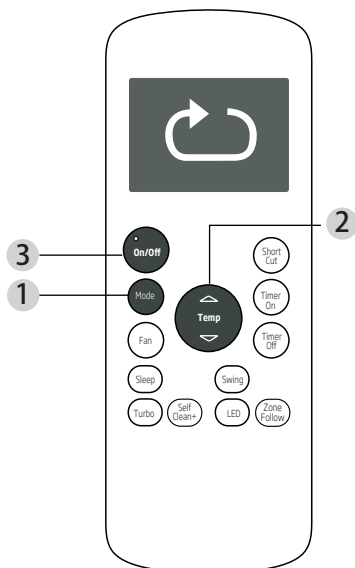 2
3
On/Off
Short
Cut
1
Mode
Temp
Timer
On
Fan
Timer
Off
Sleep
Swing
Turbo
Self
Clean+
LED
Zone
Follow